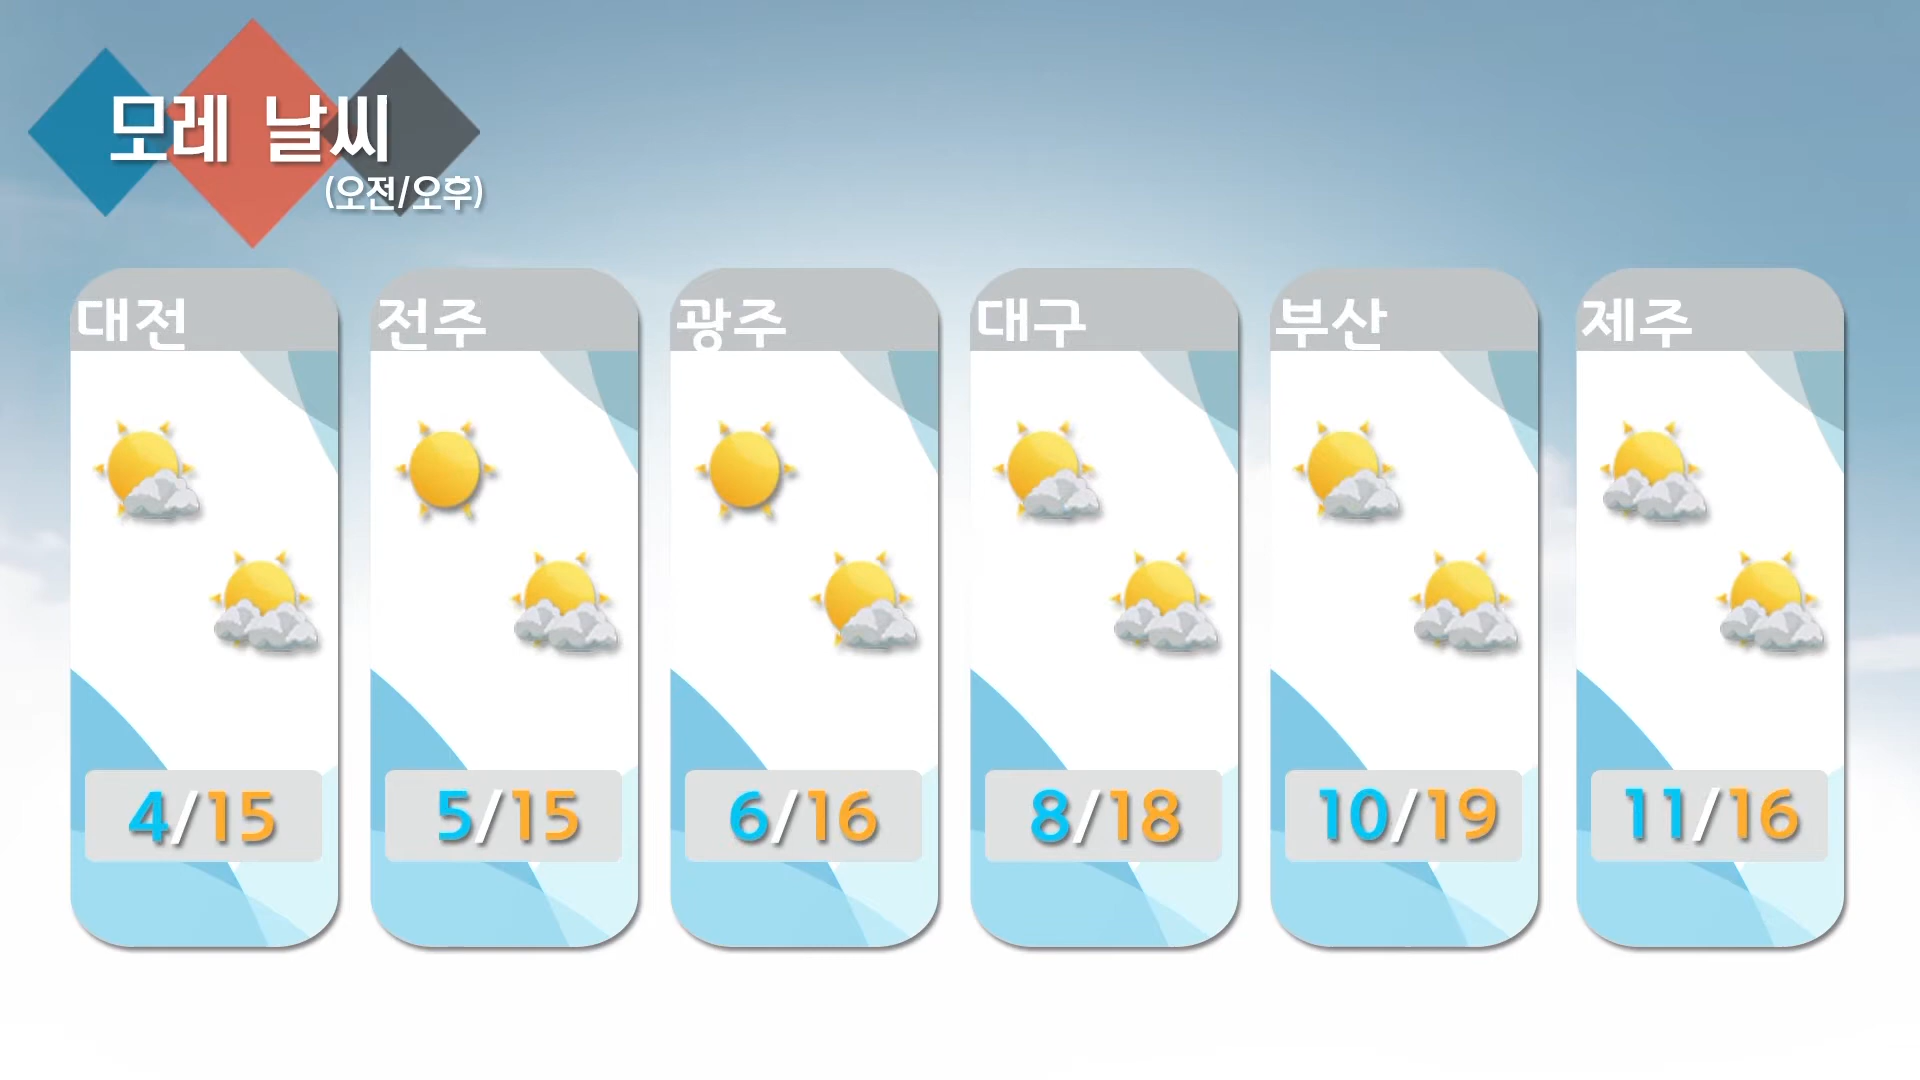 모레 날씨
(오전/오후)
대전 전주 광주 대구 부산 제주
4/15 5/15 6/16 8/18 10/19 11/16